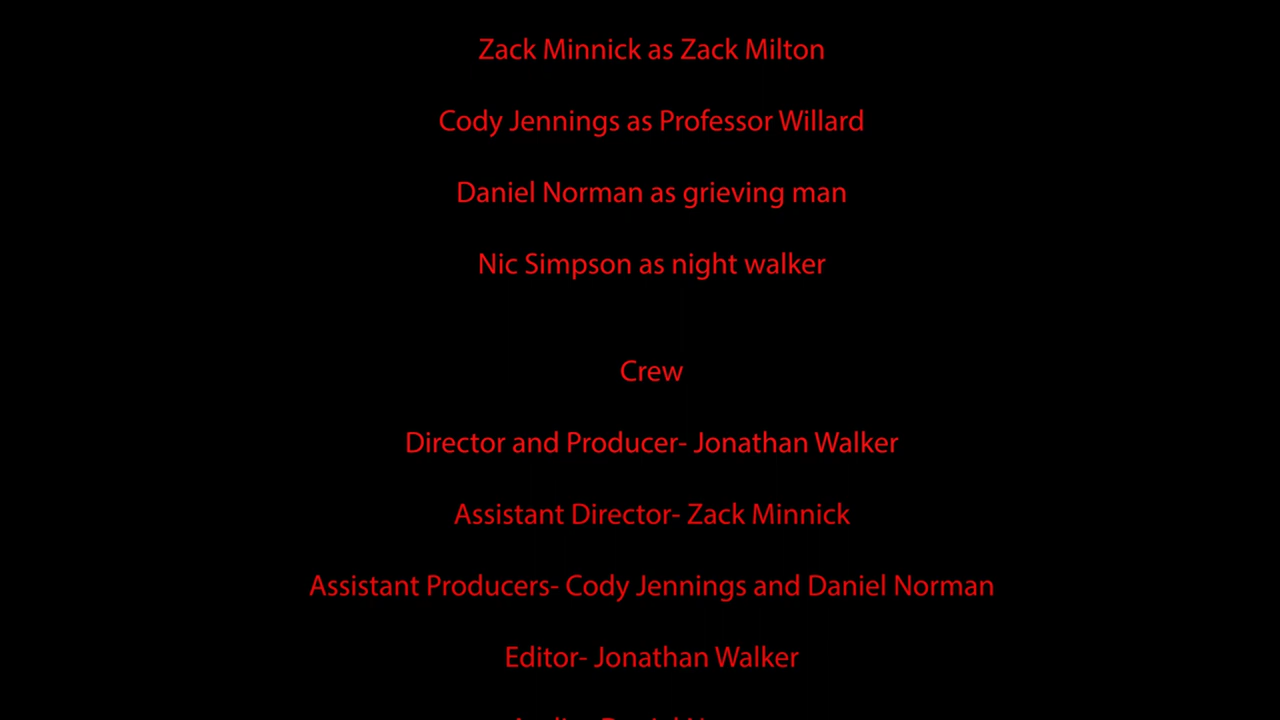 Zack Minnick as Zack Milton
Cody Jennings as Professor Willard
Daniel Norman as grieving man
Nic Simpson as night walker
Crew
Director and Producer- Jonathan Walker
Assistant Director- Zack Minnick
Assistant Producers- Cody Jennings and Daniel Norman
Editor- Jonathan Walker